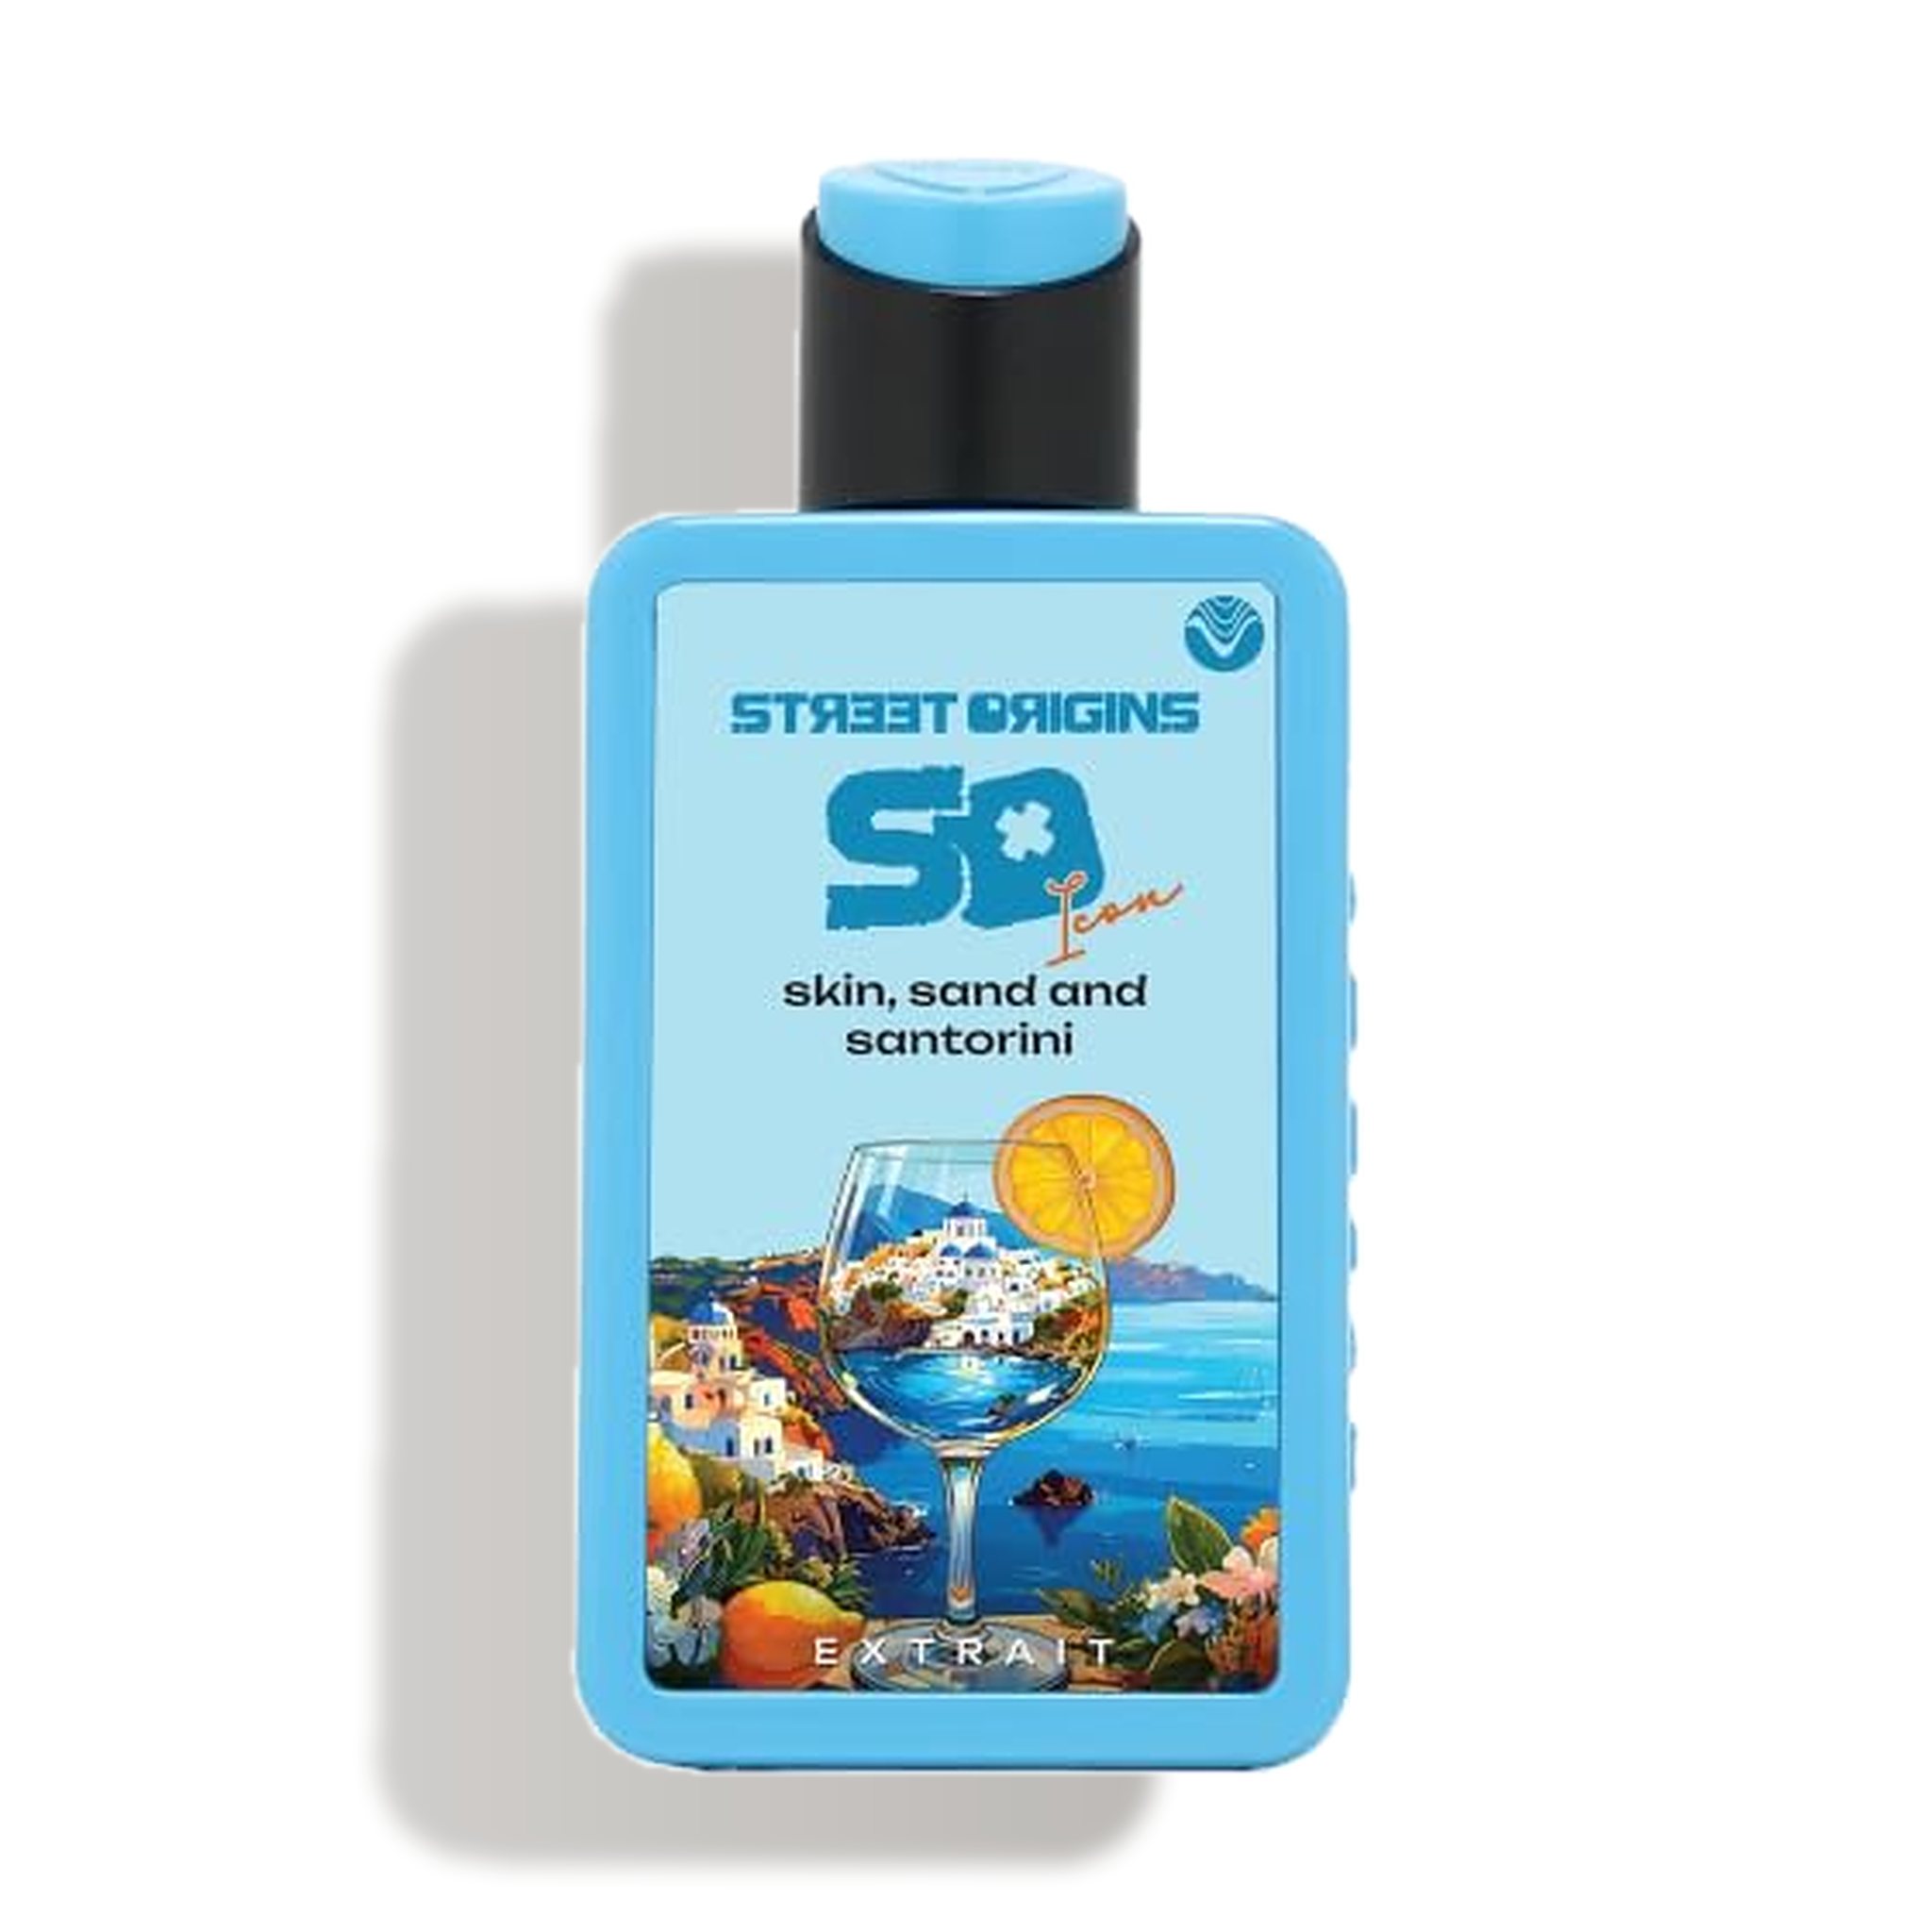 STREET ORIGINS
SO
Icon
skin, sand and
santorini
EXTRAIT